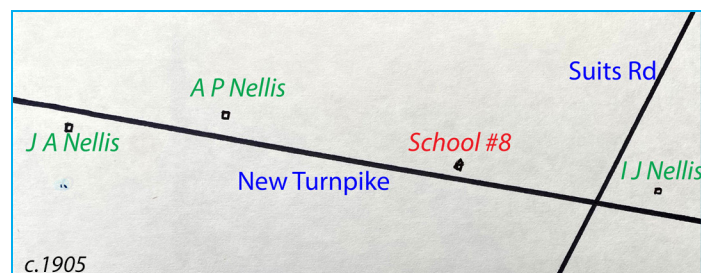 Suits Rd
A P Nellis
J A Nellis
School #8
I J Nellis
New Turnpike
c.1905